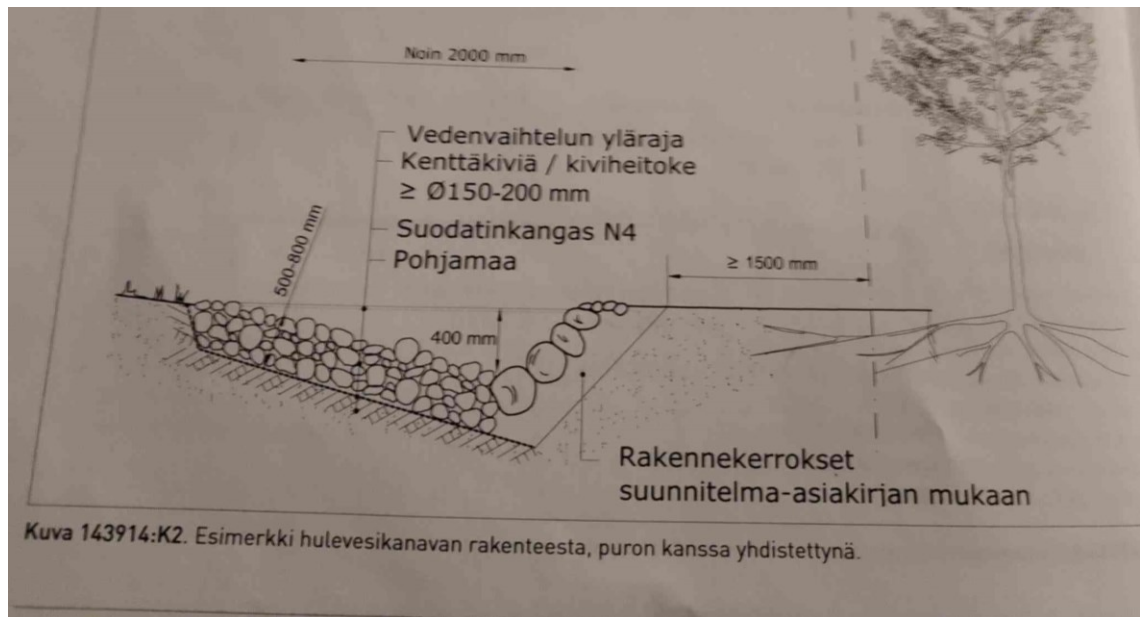 Noin 2000 mm
Vedenvaihtelun yläraja
Kenttäkiviä / kiviheitoke
≥ Ø150-200 mm
Suodatinkangas N4
Pohjamaa
500-800 mm
≥ 1500 mm
400 mm
Rakennekerrokset
suunnitelma-asiakirjan mukaan
Kuva 143914:K2. Esimerkki hulevesikanavan rakenteesta, puron kanssa yhdistettynä.